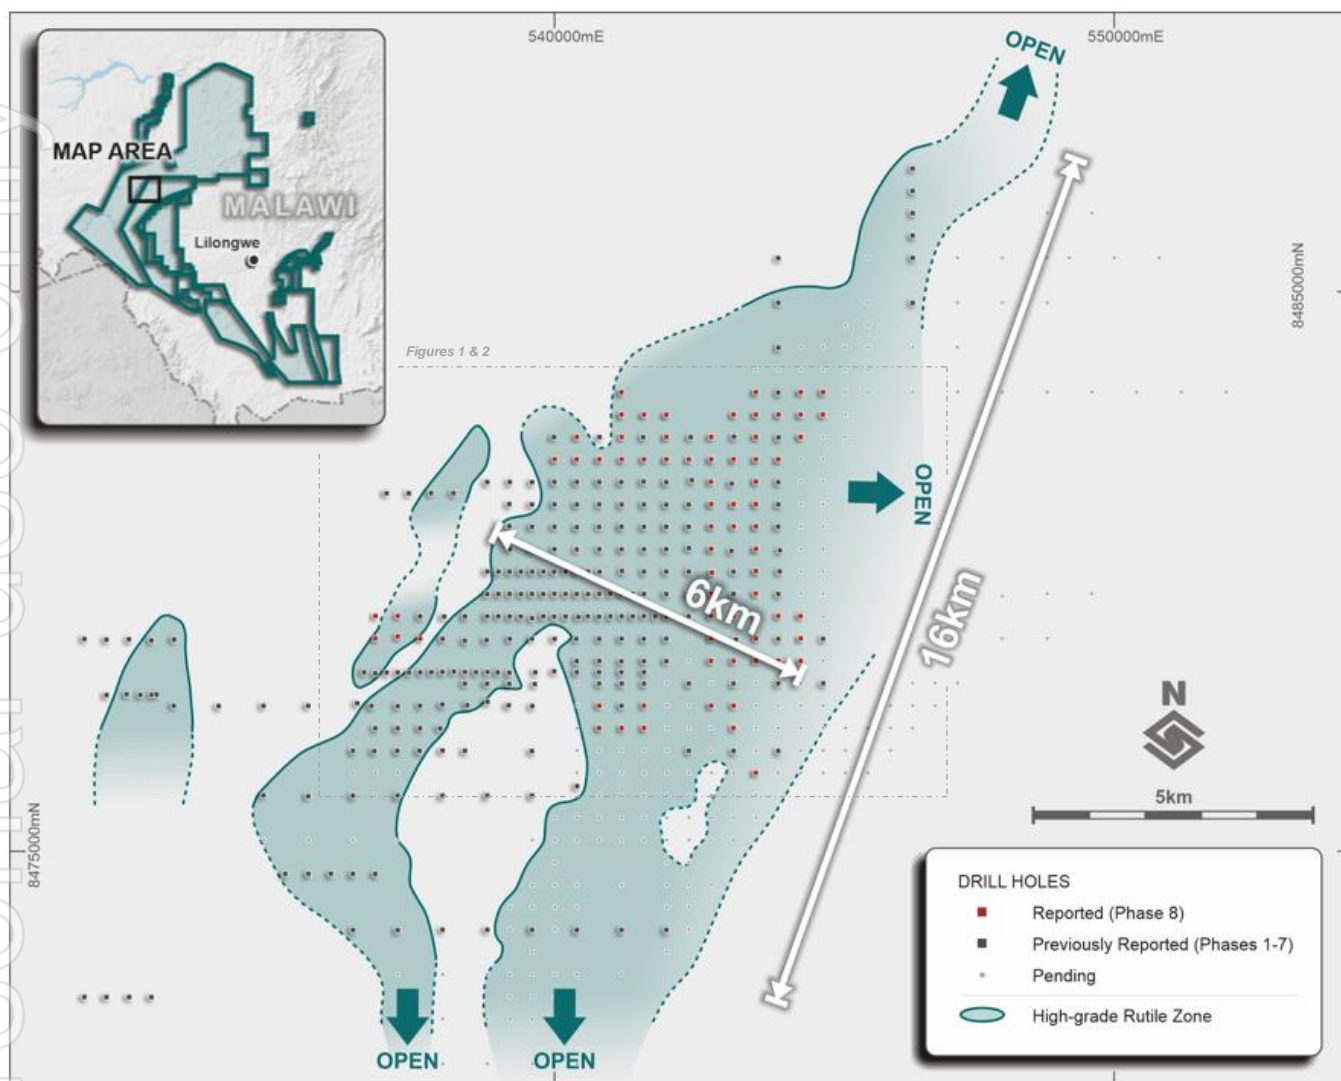 540000mE
550000mE
OPEN
MAP AREA
MALAWI
Lilongwe
8485000mN
Figures 1 & 2
OPEN
6km
16km
N
5km
8475000mN
DRILL HOLES
Reported (Phase 8)
Previously Reported (Phases 1-7)
Pending
High-grade Rutile Zone
OPEN
OPEN